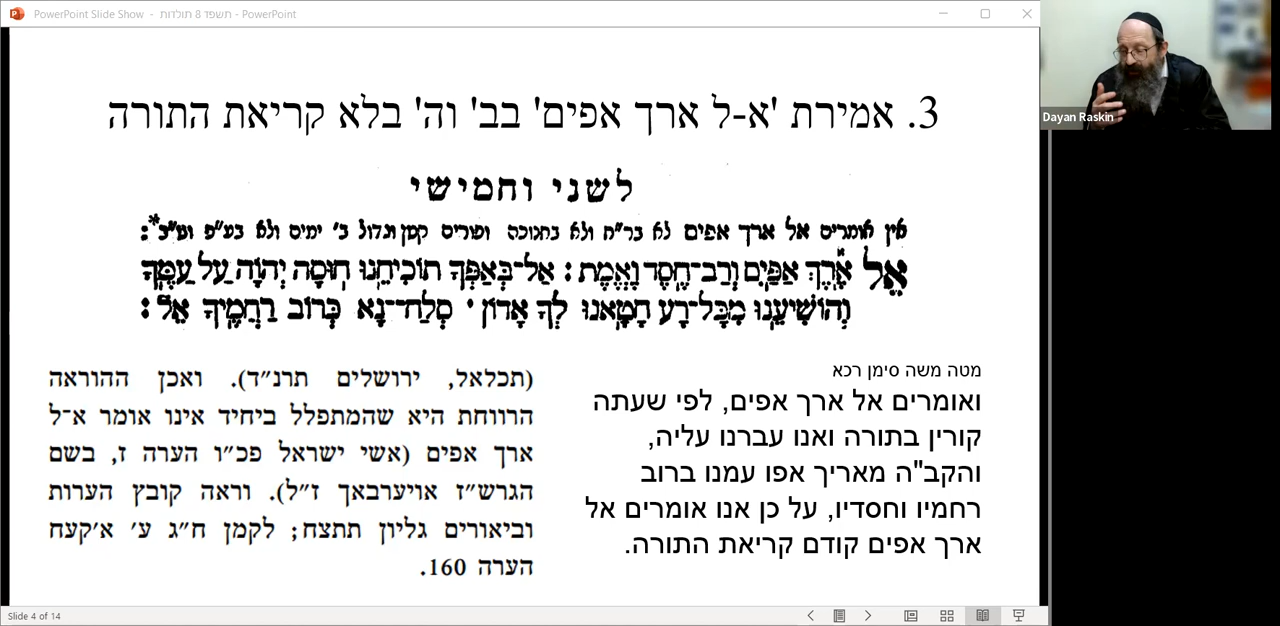 PowerPoint Slide Show - תשפד 8 תולדות - PowerPoint
3. אמירת 'א-ל ארך אפים' בב' וה' בלא קריאת התורה
לשני וחמישי
אין אומרים אל ארך אפים לא בר"ח ולא בחנוכה ופורים קטן וגדול ב' ימים ולא בע"פ וט"ב*:
אֵל אֶרֶךְ אַפַּיִם וְרַב־חֶסֶד וֶאֱמֶת: אַל־בְּאַפְּךָ תוֹכִיחֵנוּ חוּסָה יְהוָֹה עַל עַמֶּךָ
וְהוֹשִׁיעֵנוּ מִכָּל־רָע חָטָאנוּ לְךָ אָדוֹן· סְלַח־נָא כְּרוֹב רַחֲמֶיךָ אֵל:
מטה משה סימן רכא
ואומרים אל ארך אפים, לפי שעתה
קורין בתורה ואנו עברנו עליה,
והקב"ה מאריך אפו עמנו ברוב
רחמיו וחסדיו, על כן אנו אומרים אל
ארך אפים קודם קריאת התורה.
(תכלאל, ירושלים תרנ״ד). ואכן ההוראה
הרווחת היא שהמתפלל ביחיד אינו אומר א־ל
ארך אפים (אשי ישראל פכ״ו הערה ז, בשם
הגרש״ז אויערבאך ז״ל). וראה קובץ הערות
וביאורים גליון תתצח; לקמן ח״ג ע׳ א׳קעח
הערה 160.
Dayan Raskin
Slide 4 of 14